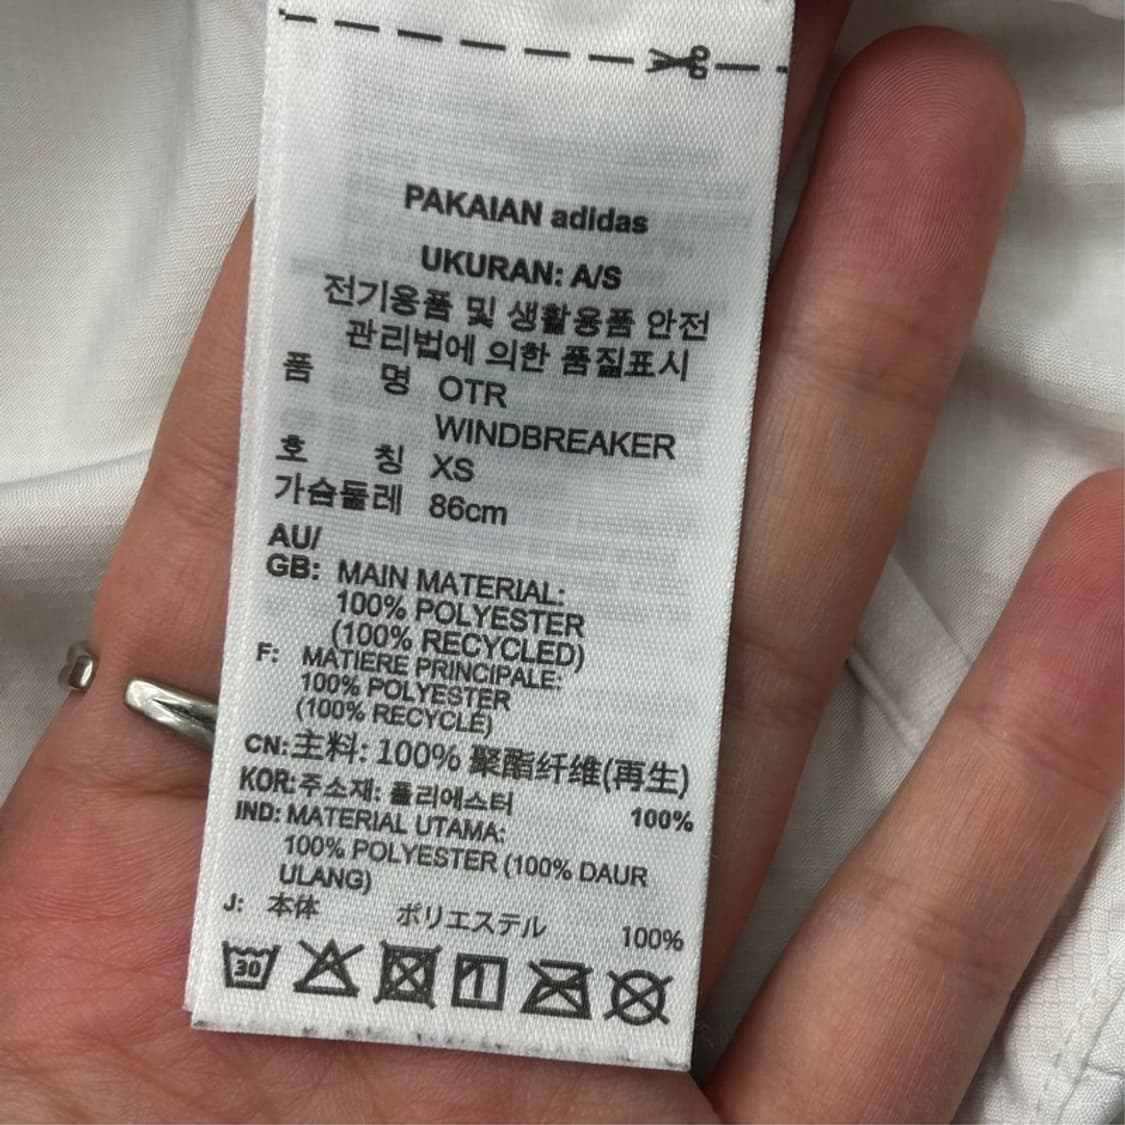 PAKAIAN adidas
UKURAN: A/S
전기용품 및 생활용품 안전
관리법에 의한 품질표시
품 명 OTR
WINDBREAKER
호 칭 XS
가슴둘레 86cm
AU/
GB: MAIN MATERIAL:
100% POLYESTER
(100% RECYCLED)
F: MATIERE PRINCIPALE:
100% POLYESTER
(100% RECYCLÉ)
CN:主料: 100% 聚酯纤维(再生)
KOR:주소재: 폴리에스터 100%
IND: MATERIAL UTAMA:
100% POLYESTER (100% DAUR
ULANG)
J: 本体 ポリエステル 100%
30